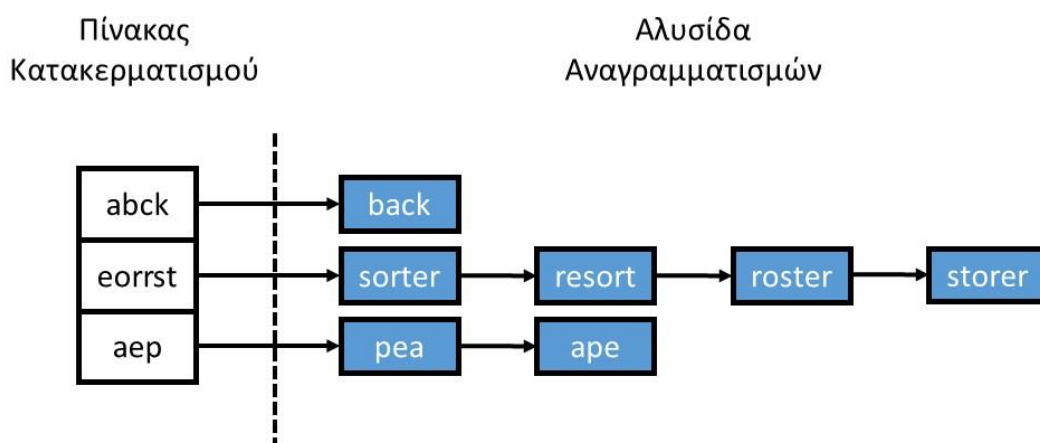 Πίνακας
Κατακερματισμού
Αλυσίδα
Αναγραμματισμών
abck
back
eorrst
sorter
resort
roster
storer
aep
pea
ape